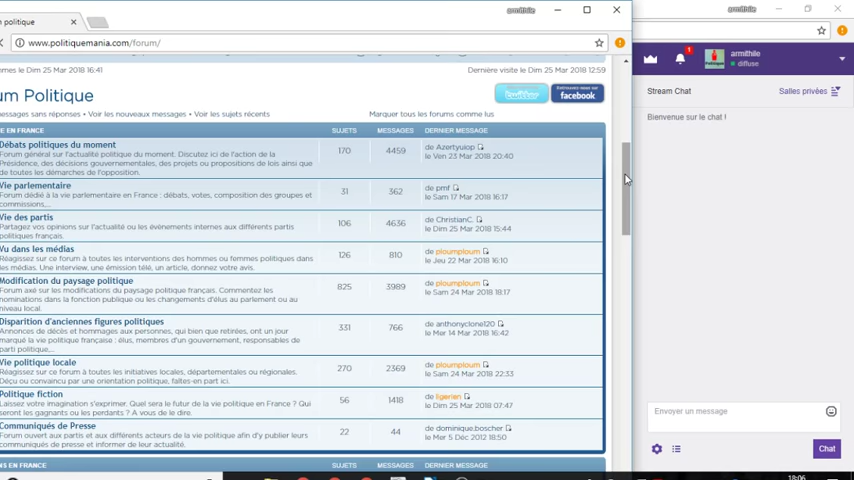 armithile
armithile
m politique
www.politiquemania.com/forum/
mes le Dim 25 Mar 2018 16:41
Dernière visite le Dim 25 Mar 2018 12:59
armithile
diffuse
1
um Politique
twitter
Retrouvez-nous sur
facebook
Stream Chat
Salles privées
essages sans réponses • Voir les nouveaux messages • Voir les sujets récents
Marquer tous les forums comme lus
Bienvenue sur le chat !
E EN FRANCE
SUJETS
MESSAGES
DERNIER MESSAGE
Débats politiques du moment
Forum général sur l'actualité politique du moment. Discutez ici de l'action de la
Présidence, des décisions gouvernementales, des projets ou propositions de lois ainsi que
de toutes les démarches de l'opposition.
170
4459
de Azertyuiop
le Ven 23 Mar 2018 20:40
Vie parlementaire
Forum dédié à la vie parlementaire en France : débats, votes, composition des groupes et
commissions.
31
362
de pmf
le Sam 17 Mar 2018 16:17
Vie des partis
Partagez vos opinions sur l'actualité ou les évènements internes aux différents partis
politiques français.
106
4636
de ChristianC.
le Dim 25 Mar 2018 15:44
Vu dans les médias
Réagissez sur ce forum à toutes les interventions des hommes ou femmes politiques dans
les médias. Une interview, une émission télé, un article, donnez votre avis.
126
810
de ploumploum
le Jeu 22 Mar 2018 16:10
Modification du paysage politique
Forum axé sur les modifications du paysage politique français. Commentez les
nominations dans la fonction publique ou les changements d'élus au parlement ou au
niveau local.
825
3989
de ploumploum
le Sam 24 Mar 2018 18:17
Disparition d'anciennes figures politiques
Annonces de décès et hommages aux personnes, qui bien que retirées, ont un jour
marqué la vie politique française : élus, membres d'un gouvernement, responsables de
parti politique,...
331
766
de anthonyclone120
le Mer 14 Mar 2018 16:42
Vie politique locale
Réagissez sur ce forum à toutes les initiatives locales, départementales ou régionales.
Déçu ou convaincu par une orientation politique, faîtes-en part ici.
270
2369
de ploumploum
le Sam 24 Mar 2018 22:33
Politique fiction
Laissez votre imagination s'exprimer. Quel sera le futur de la vie politique en France ? Qui
seront les gagnants ou les perdants ? A vous de le dire.
56
1418
de ligerien
le Dim 25 Mar 2018 07:47
Communiqués de Presse
Forum ouvert aux partis et aux différents acteurs de la vie politique afin d'y publier leurs
communiqués de presse et informer de leur actualité.
22
44
de dominique.boscher
le Mer 5 Déc 2012 18:50
Envoyer un message
Chat
NS EN FRANCE
SUJETS
MESSAGES
DERNIER MESSAGE
18:06